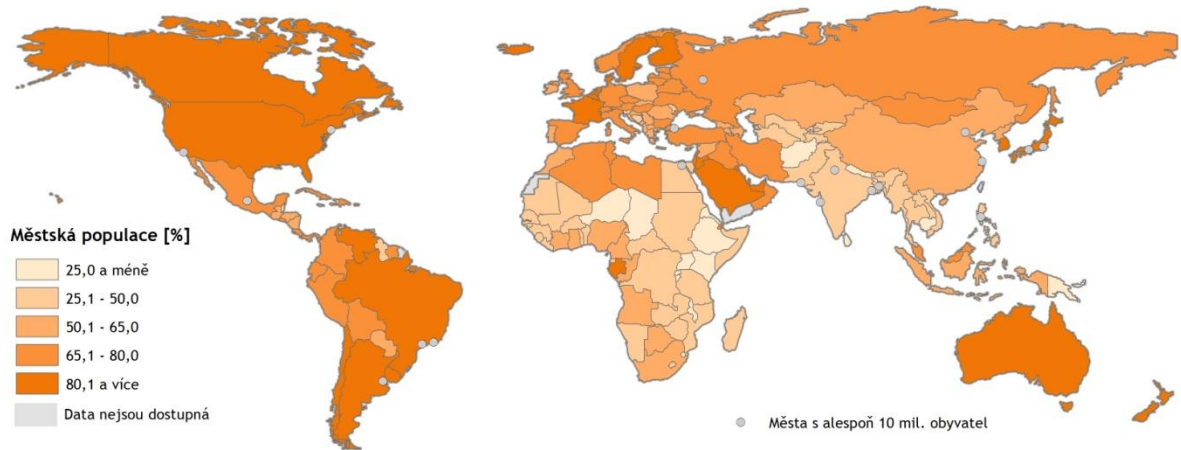 Městská populace [%]
25,0 a méně
25,1 - 50,0
50,1 - 65,0
65,1 - 80,0
80,1 a více
Data nejsou dostupná
Města s alespoň 10 mil. obyvatel